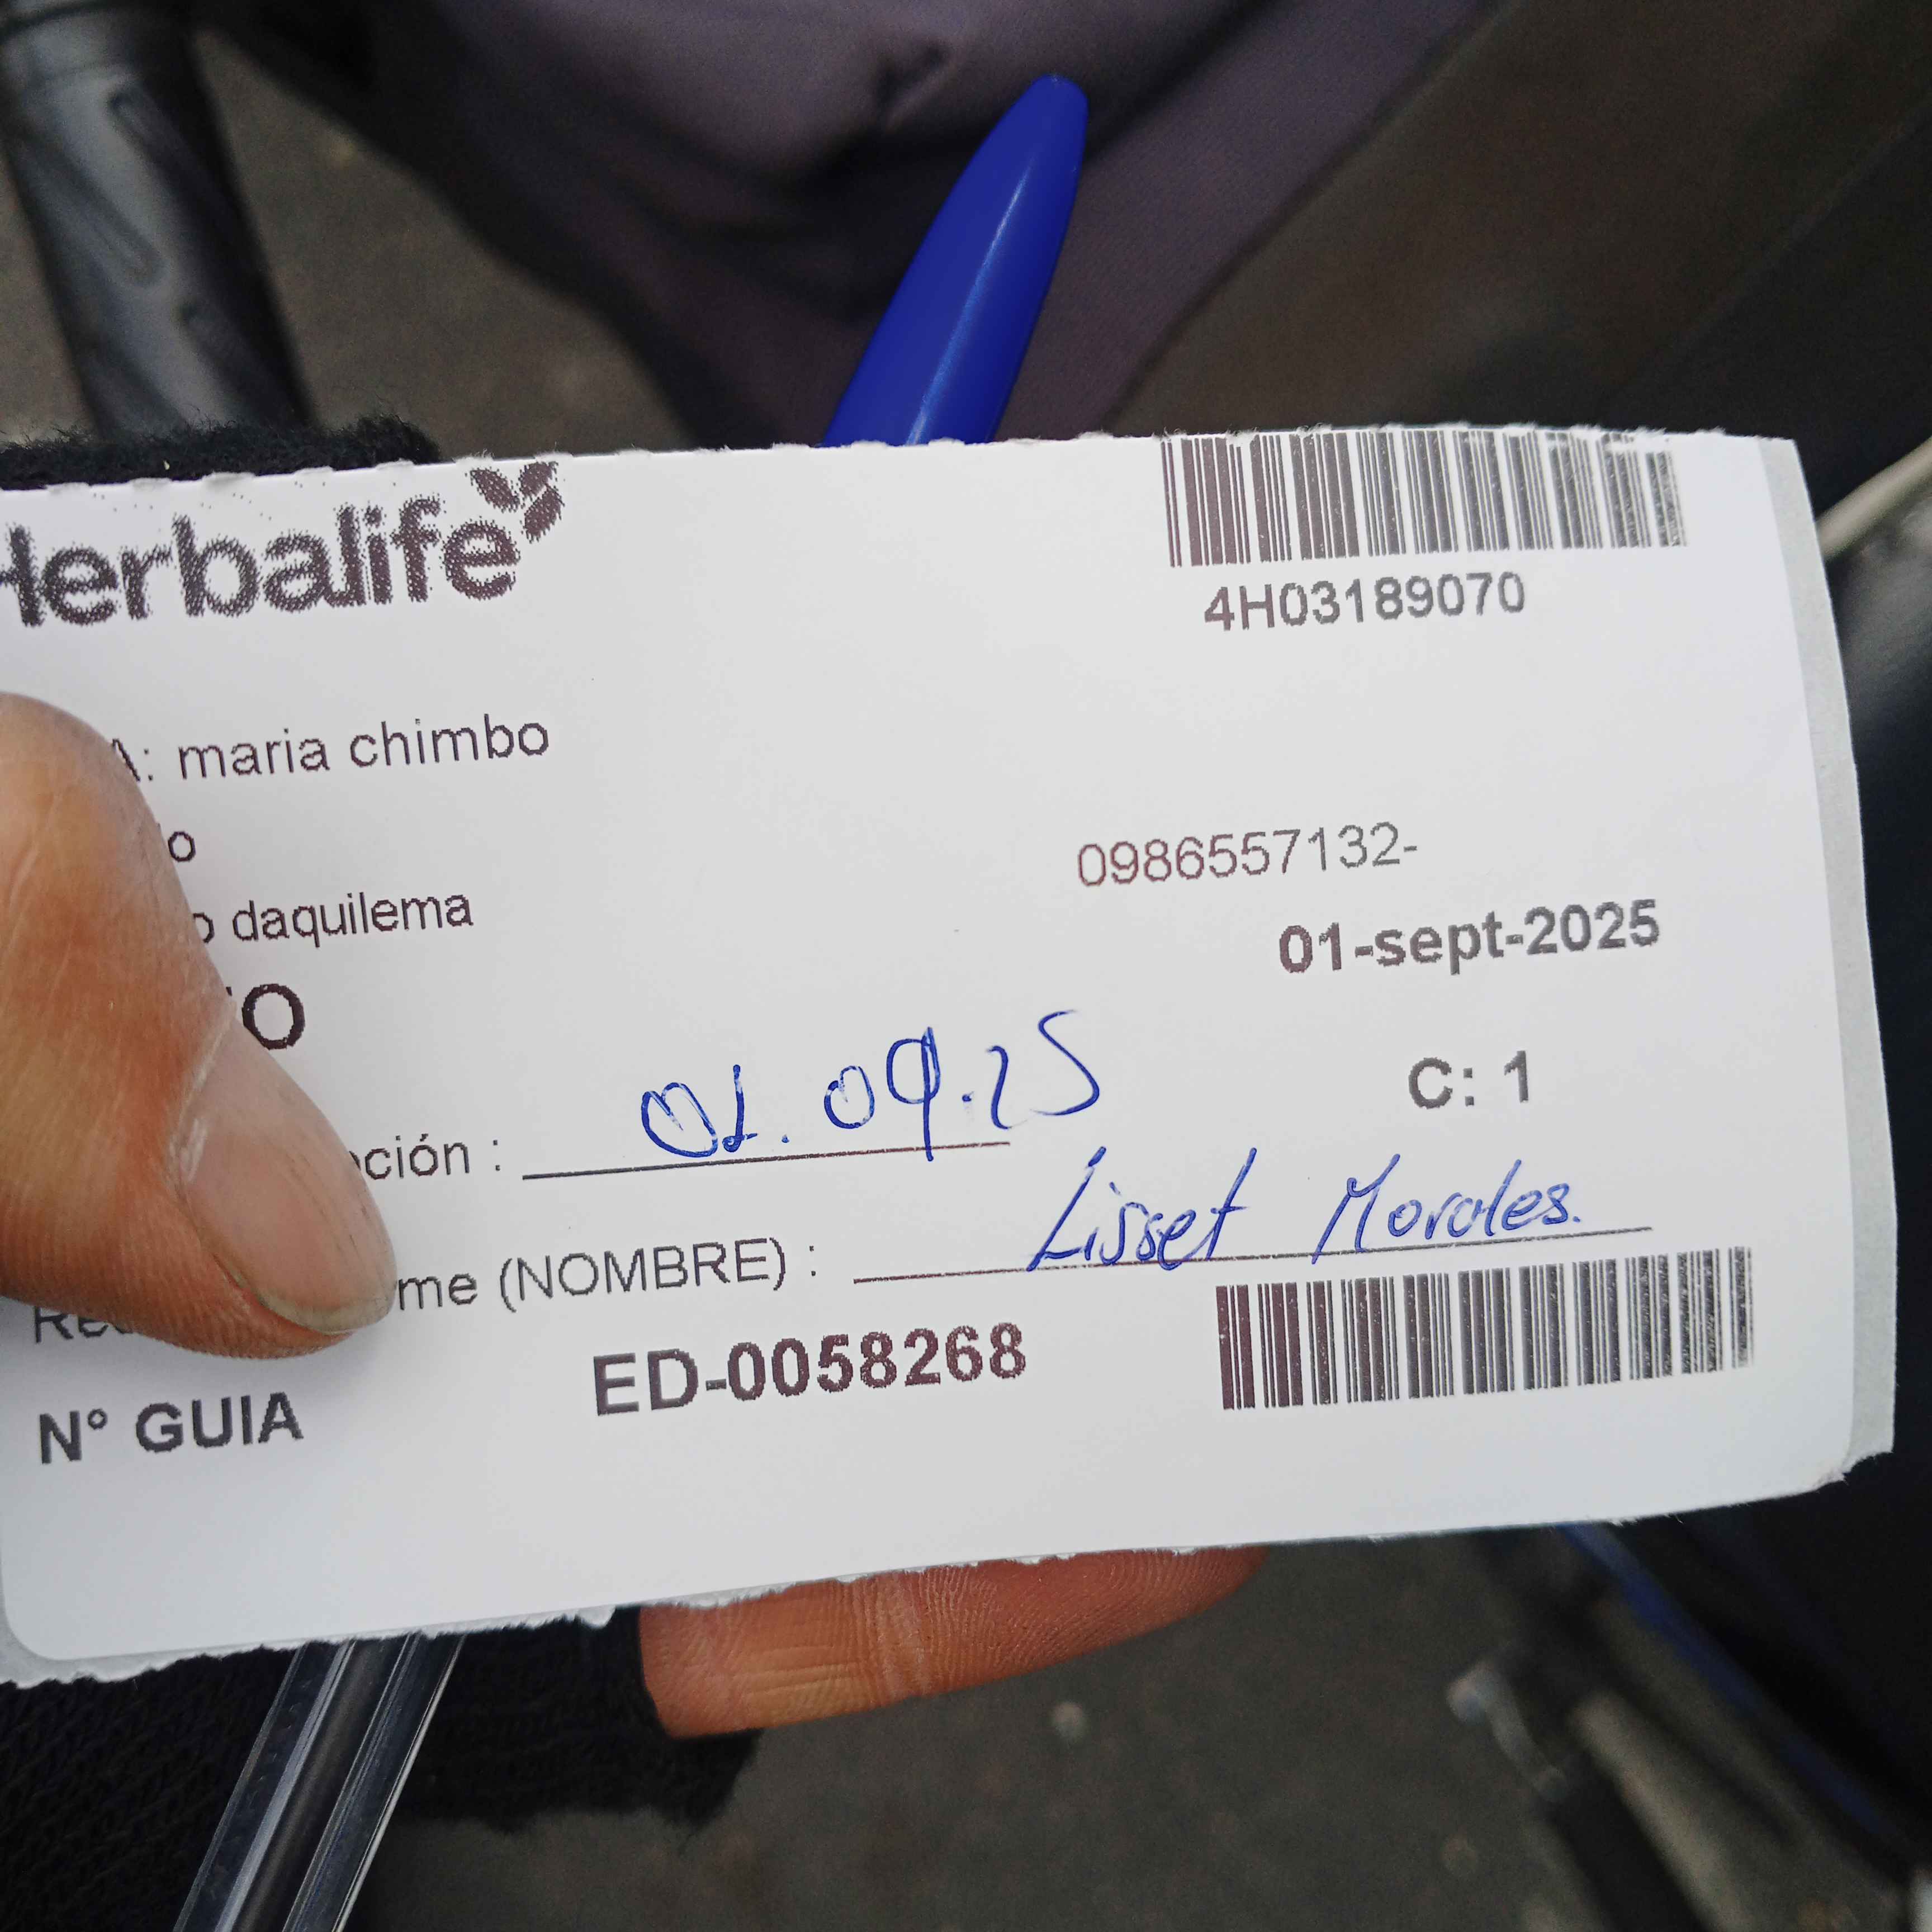 Herbalife
4H03189070
A: maria chimbo
0986557132-
daquilema
01-sept-2025
C: 1
ción : 01.09.25
me (NOMBRE) : Lisset Morales.
N° GUIA ED-0058268